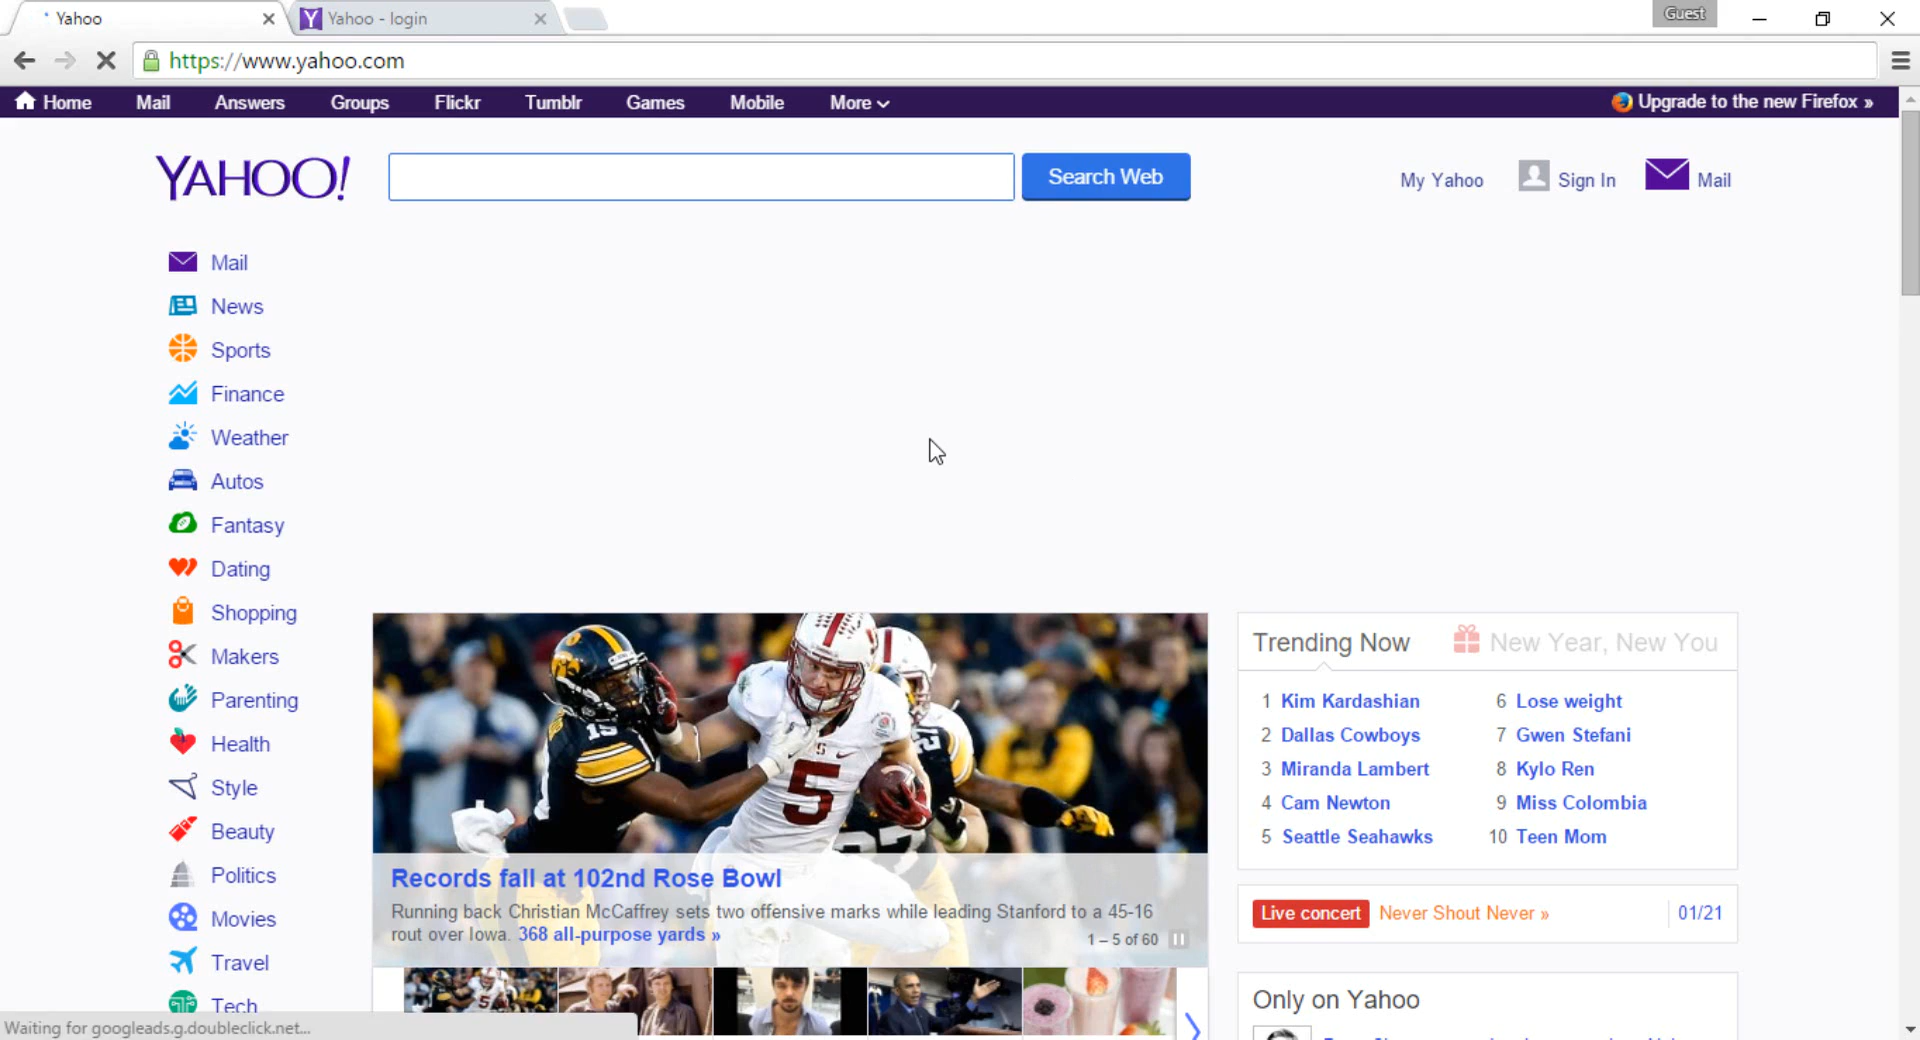 Yahoo
Yahoo - login
Guest
https://www.yahoo.com
Home Mail Answers Groups Flickr Tumblr Games Mobile More
Upgrade to the new Firefox »
YAHOO!
Search Web
My Yahoo
Sign In
Mail
Mail
News
Sports
Finance
Weather
Autos
Fantasy
Dating
Shopping
Makers
Parenting
Health
Style
Beauty
Politics
Movies
Travel
Tech
15
5
Records fall at 102nd Rose Bowl
Running back Christian McCaffrey sets two offensive marks while leading Stanford to a 45-16
rout over Iowa. 368 all-purpose yards »
1 – 5 of 60
Trending Now
New Year, New You
1 Kim Kardashian
2 Dallas Cowboys
3 Miranda Lambert
4 Cam Newton
5 Seattle Seahawks
6 Lose weight
7 Gwen Stefani
8 Kylo Ren
9 Miss Colombia
10 Teen Mom
Live concert Never Shout Never » 01/21
Only on Yahoo
Waiting for googleads.g.doubleclick.net...